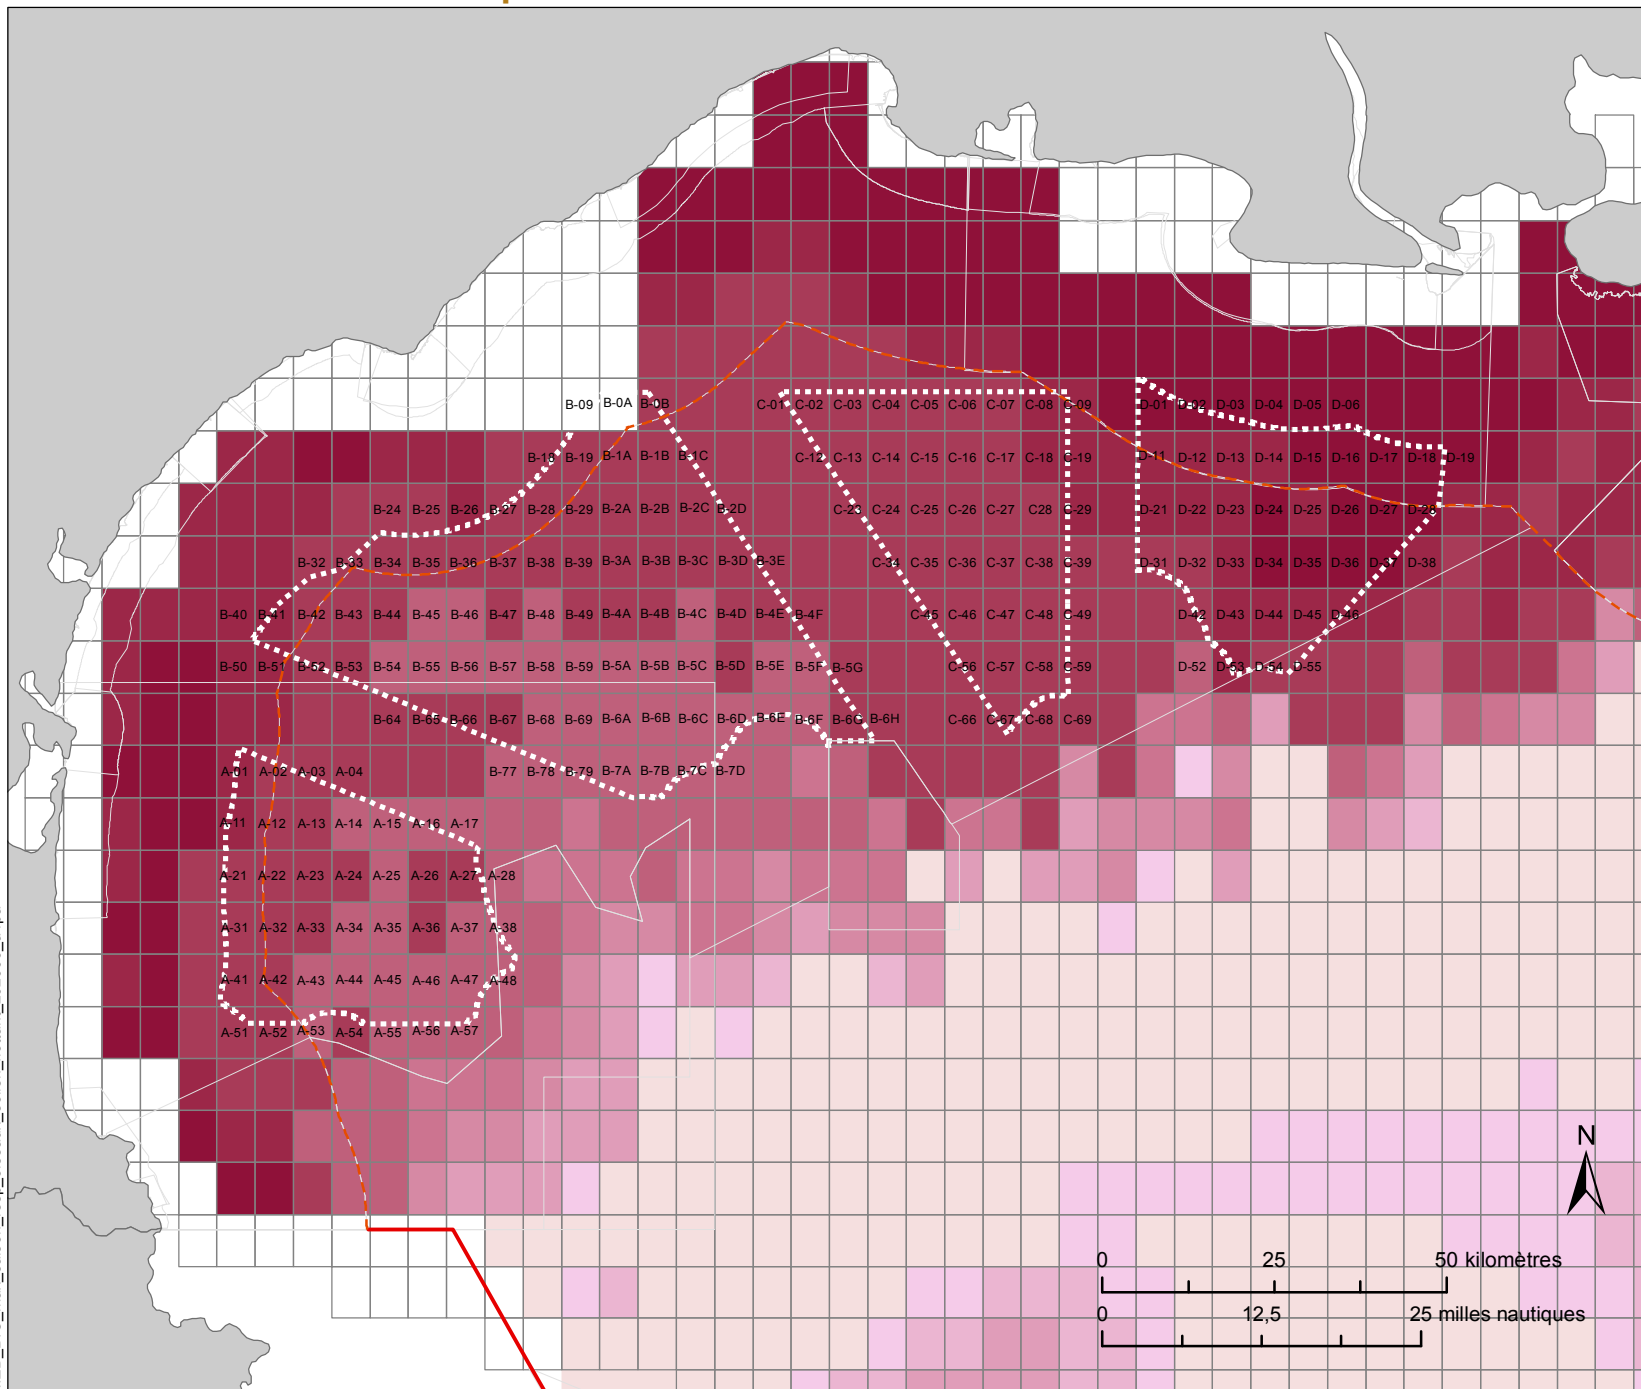 B-09 B-0A B-0B C-01 C-02 C-03 C-04 C-05 C-06 C-07 C-08 C-09 D-01 D-02 D-03 D-04 D-05 D-06
B-18 B-19 B-1A B-1B B-1C C-12 C-13 C-14 C-15 C-16 C-17 C-18 C-19 D-11 D-12 D-13 D-14 D-15 D-16 D-17 D-18 D-19
B-24 B-25 B-26 B-27 B-28 B-29 B-2A B-2B B-2C B-2D C-23 C-24 C-25 C-26 C-27 C28 C-29 D-21 D-22 D-23 D-24 D-25 D-26 D-27 D-28
B-32 B-33 B-34 B-35 B-36 B-37 B-38 B-39 B-3A B-3B B-3C B-3D B-3E C-34 C-35 C-36 C-37 C-38 C-39 D-31 D-32 D-33 D-34 D-35 D-36 D-37 D-38
B-40 B-41 B-42 B-43 B-44 B-45 B-46 B-47 B-48 B-49 B-4A B-4B B-4C B-4D B-4E B-4F C-45 C-46 C-47 C-48 C-49 D-42 D-43 D-44 D-45 D-46
B-50 B-51 B-52 B-53 B-54 B-55 B-56 B-57 B-58 B-59 B-5A B-5B B-5C B-5D B-5E B-5F B-5G C-56 C-57 C-58 C-59 D-52 D-53 D-54 D-55
B-64 B-65 B-66 B-67 B-68 B-69 B-6A B-6B B-6C B-6D B-6E B-6F B-6G B-6H C-66 C-67 C-68 C-69
A-01 A-02 A-03 A-04 B-77 B-78 B-79 B-7A B-7B B-7C B-7D
A-11 A-12 A-13 A-14 A-15 A-16 A-17
A-21 A-22 A-23 A-24 A-25 A-26 A-27 A-28
A-31 A-32 A-33 A-34 A-35 A-36 A-37 A-38
A-41 A-42 A-43 A-44 A-45 A-46 A-47 A-48
A-51 A-52 A-53 A-54 A-55 A-56 A-57
N
0 25 50 kilomètres
0 12,5 25 milles nautiques